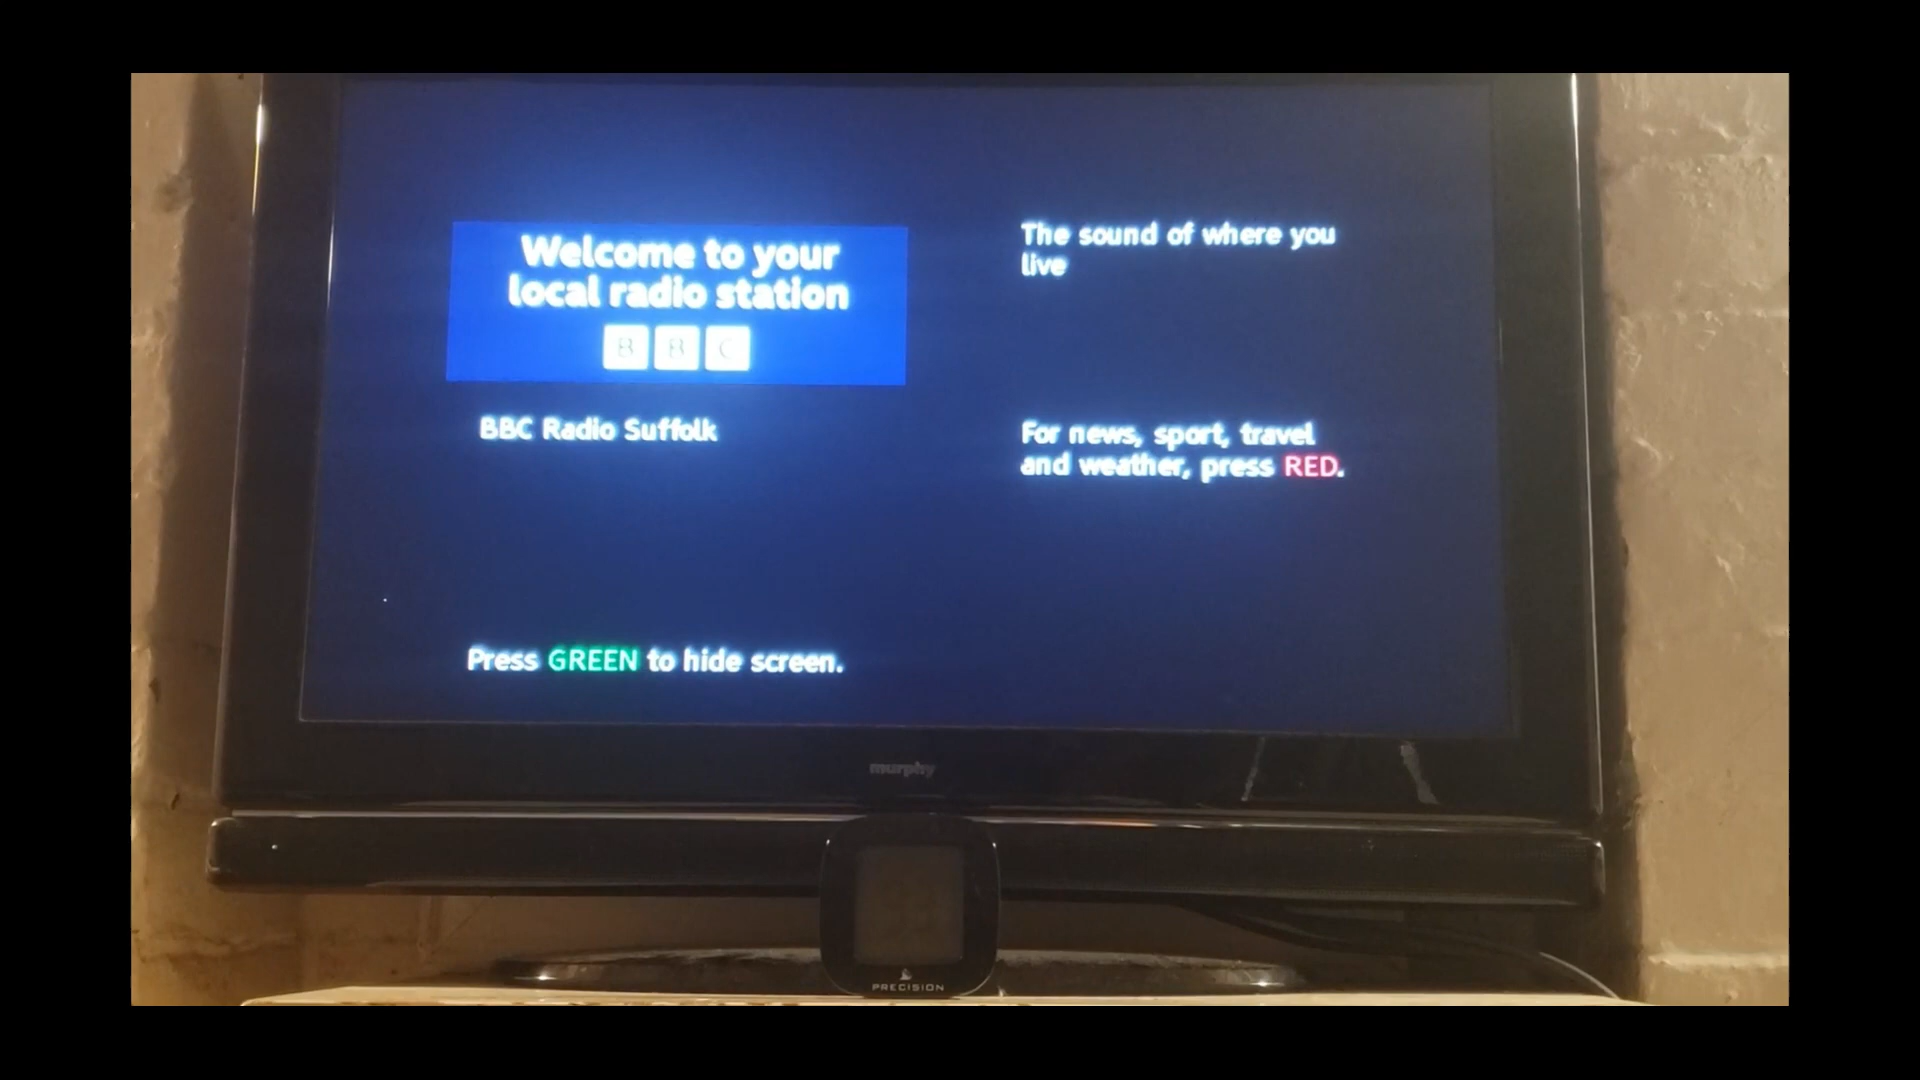 Welcome to your
local radio station
BBC
BBC Radio Suffolk
The sound of where you
live
For news, sport, travel
and weather, press RED.
Press GREEN to hide screen.
murphy
PRECISION